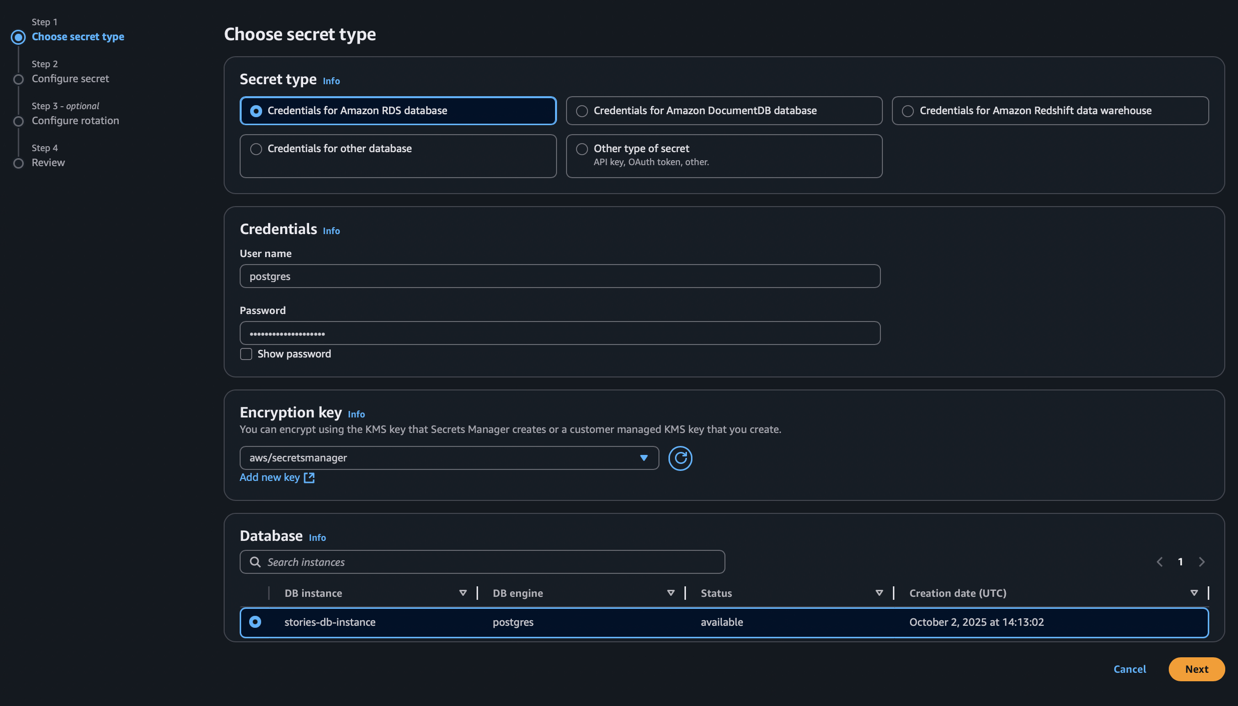 Step 1
Choose secret type
Step 2
Configure secret
Step 3 - optional
Configure rotation
Step 4
Review
Choose secret type
Secret type Info
Credentials for Amazon RDS database
Credentials for Amazon DocumentDB database
Credentials for Amazon Redshift data warehouse
Credentials for other database
Other type of secret
API key, OAuth token, other.
Credentials Info
User name
postgres
Password
••••••••••••••••••••
Show password
Encryption key Info
You can encrypt using the KMS key that Secrets Manager creates or a customer managed KMS key that you create.
aws/secretsmanager
Add new key
Database Info
Search instances
1
DB instance DB engine Status Creation date (UTC)
stories-db-instance postgres available October 2, 2025 at 14:13:02
Cancel Next